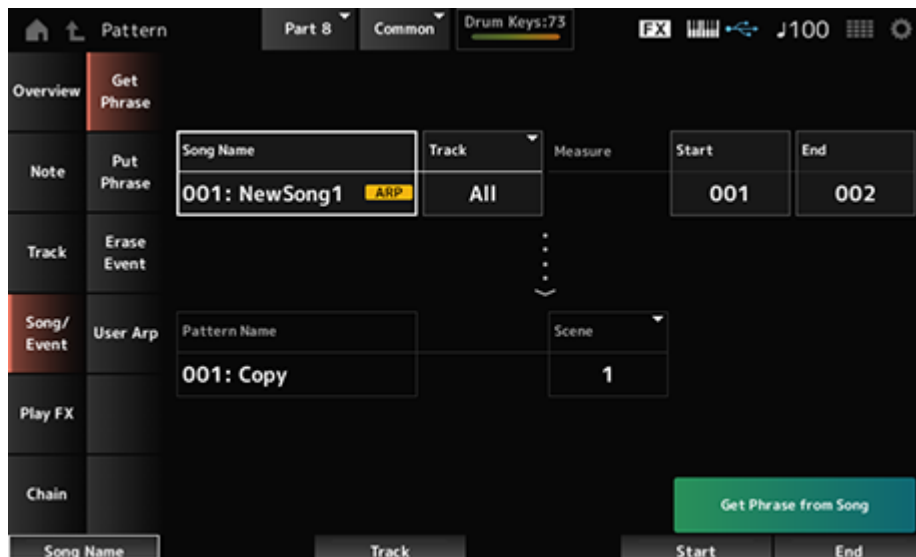 Pattern
Part 8
Common
Drum Keys:73
FX
♩100
Overview
Note
Track
Song/
Event
Play FX
Chain
Get
Phrase
Put
Phrase
Erase
Event
User Arp
Song Name
001: NewSong1 ARP
Track
All
Measure
Start
001
End
002
Pattern Name
001: Copy
Scene
1
Get Phrase from Song
Song Name
Track
Start
End